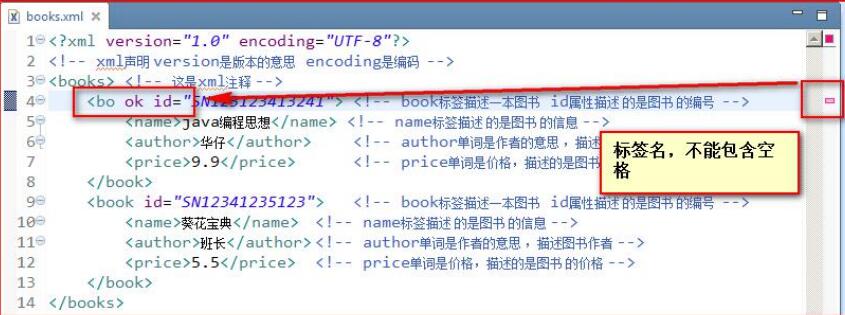 books.xml
1 <?xml version="1.0" encoding="UTF-8"?>
2 <!-- xml声明 version是版本的意思 encoding是编码 -->
3 <books> <!-- 这是xml注释 -->
4 <bo ok id="SN123123413241"> <!-- book标签描述一本图书 id属性描述 的是图书 的编号 -->
5 <name>java编程思想</name> <!-- name标签描述 的是图书 的信息 -->
6 <author>华仔</author> <!-- author单词是作者的意思 ，描述
7 <price>9.9</price> <!-- price单词是价格，描述的是图书
标签名，不能包含空格
8 </book>
9 <book id="SN12341235123"> <!-- book标签描述一本图书 id属性描述 的是图书 的编号 -->
10 <name>葵花宝典</name> <!-- name标签描述 的是图书 的信息 -->
11 <author>班长</author> <!-- author单词是作者的意思 ，描述图书作者 -->
12 <price>5.5</price> <!-- price单词是价格，描述的是图书 的价格 -->
13 </book>
14 </books>